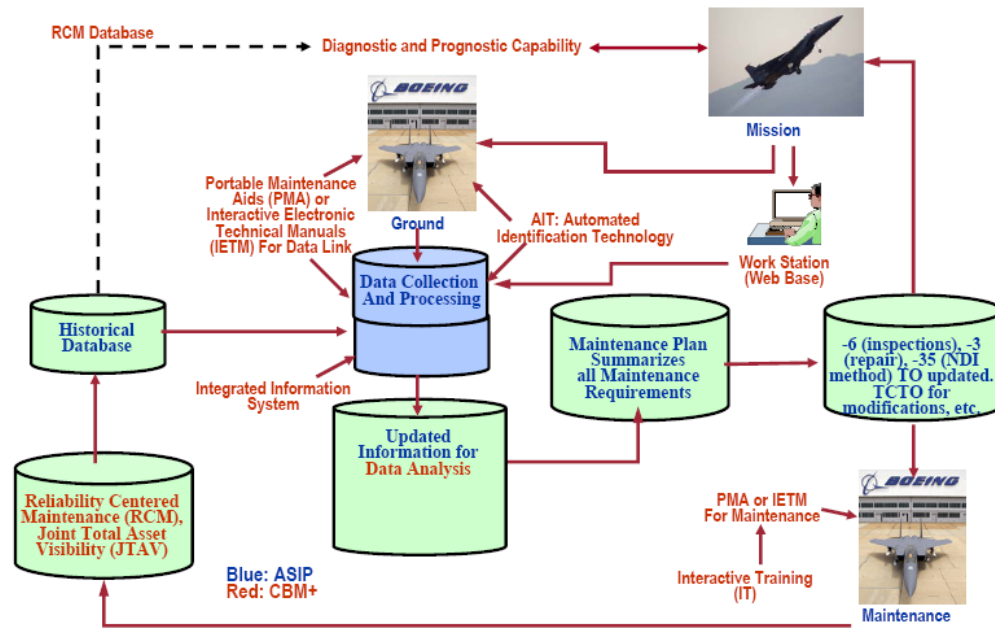 RCM Database
Diagnostic and Prognostic Capability
BOEING
Mission
Portable Maintenance
Aids (PMA) or
Interactive Electronic
Technical Manuals
(IETM) For Data Link
Ground
AIT: Automated
Identification Technology
Work Station
(Web Base)
Data Collection
And Processing
Historical
Database
Integrated Information
System
Maintenance Plan
Summarizes
all Maintenance
Requirements
-6 (inspections), -3
(repair), -35 (NDI
method) TO updated.
TCTO for
modifications, etc.
Updated
Information for
Data Analysis
Reliability Centered
Maintenance (RCM),
Joint Total Asset
Visibility (JTAV)
PMA or IETM
For Maintenance
BOEING
Interactive Training
(IT)
Blue: ASIP
Red: CBM+
Maintenance